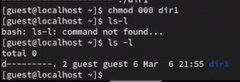 [guest@localhost ~]$ chmod 000 dir1
[guest@localhost ~]$ ls-l
bash: ls-l: command not found...
[guest@localhost ~]$ ls -l
total 0
d---------. 2 guest guest 6 Mar  6 21:55 dir1